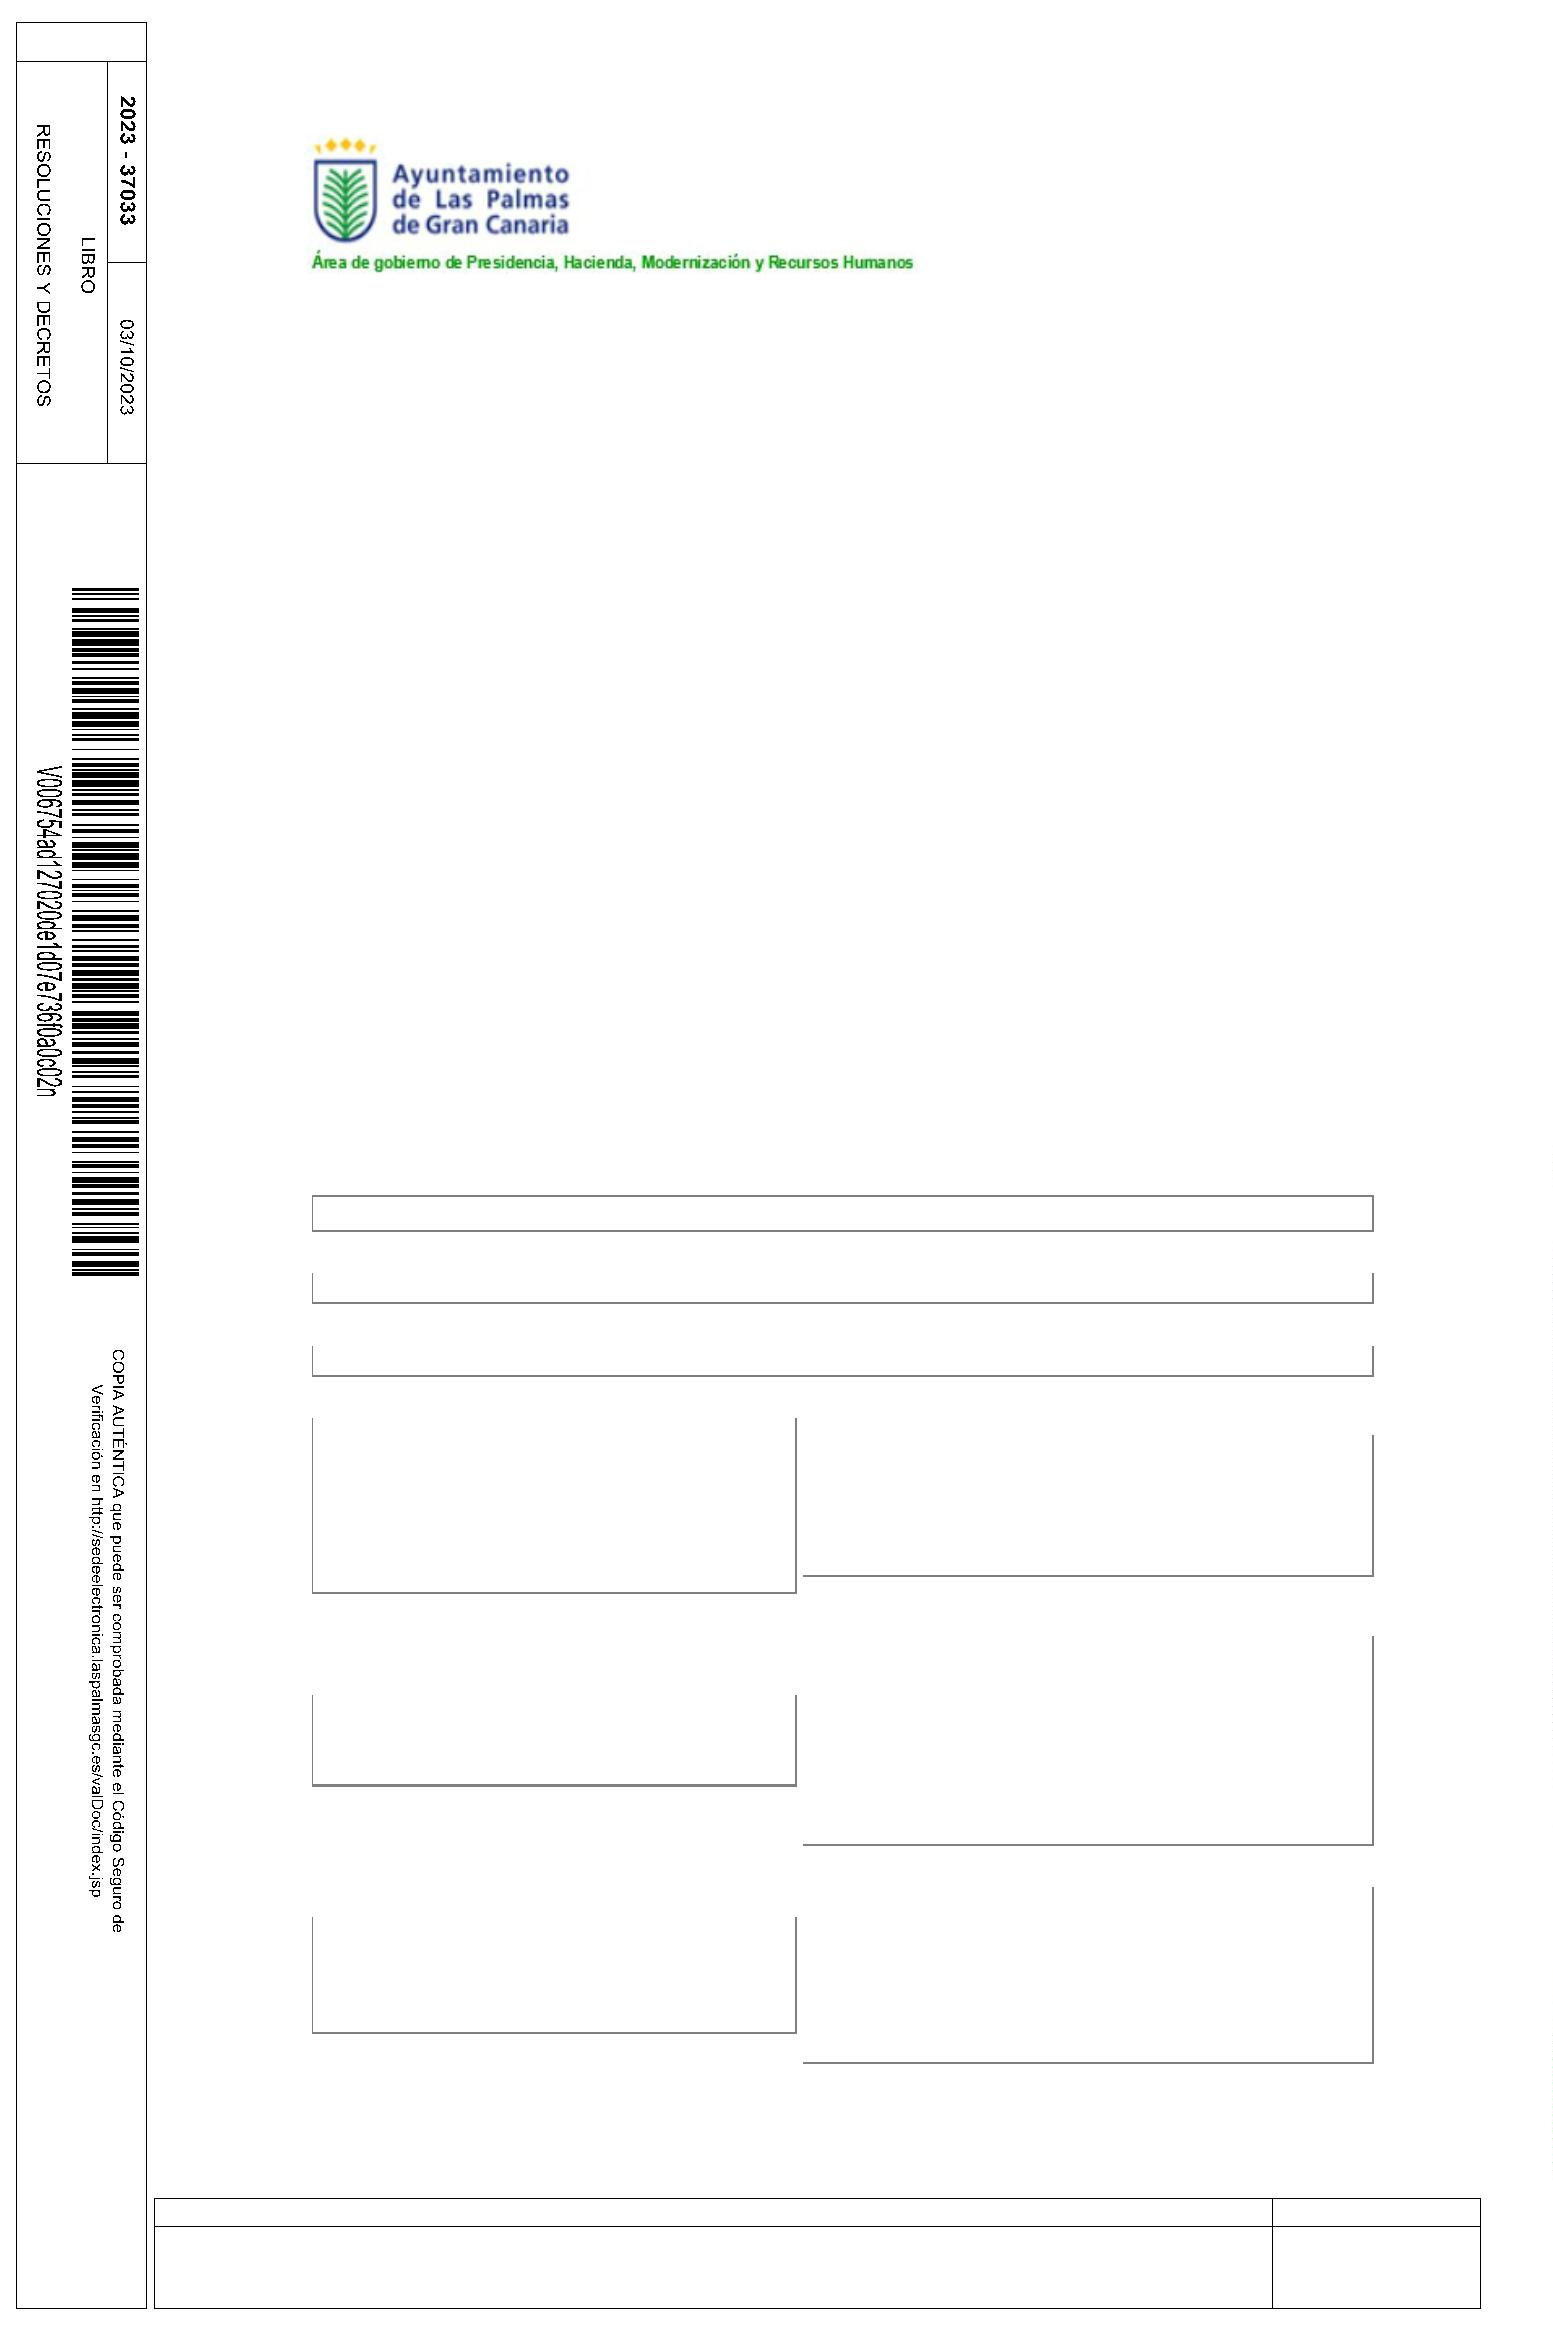 2023 - 37033
03/10/2023
LIBRO
RESOLUCIONES Y DECRETOS
V006754ad127020de1d07e736f0a0c02n
COPIA AUTÉNTICA que puede ser comprobada mediante el Código Seguro de
Verificación en http://sedeelectronica.laspalmasgc.es/valDoc/index.jsp
Ayuntamiento
de Las Palmas
de Gran Canaria
Área de gobierno de Presidencia, Hacienda, Modernización y Recursos Humanos